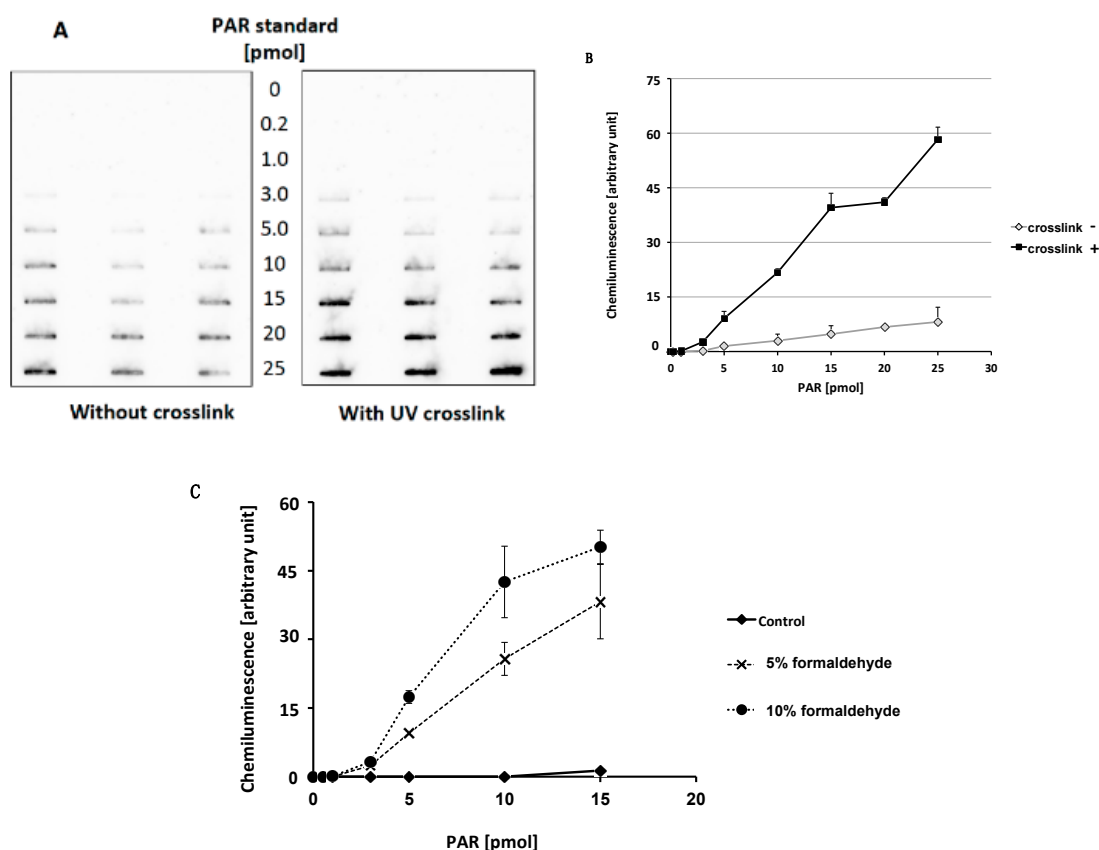 A
PAR standard
[pmol]
0
0.2
1.0
3.0
5.0
10
15
20
25
Without crosslink
With UV crosslink
B
Chemiluminescence [arbitrary unit]
75
60
45
30
15
0
0 5 10 15 20 25 30
PAR [pmol]
crosslink -
crosslink +
C
Chemiluminescence [arbitrary unit]
60
45
30
15
0
0 5 10 15 20
PAR [pmol]
Control
5% formaldehyde
10% formaldehyde